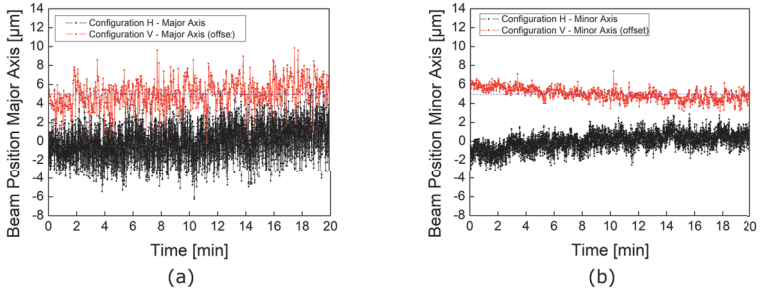 Configuration H - Major Axis
Configuration V - Major Axis (offse:)
Beam Position Major Axis [µm]
14
12
10
8
6
4
2
0
-2
-4
-6
-8
0 2 4 6 8 10 12 14 16 18 20
Time [min]
(a)
Configuration H - Minor Axis
Configuration V - Minor Axis (offset)
Beam Position Minor Axis [µm]
14
12
10
8
6
4
2
0
-2
-4
-6
-8
0 2 4 6 8 10 12 14 16 18 20
Time [min]
(b)